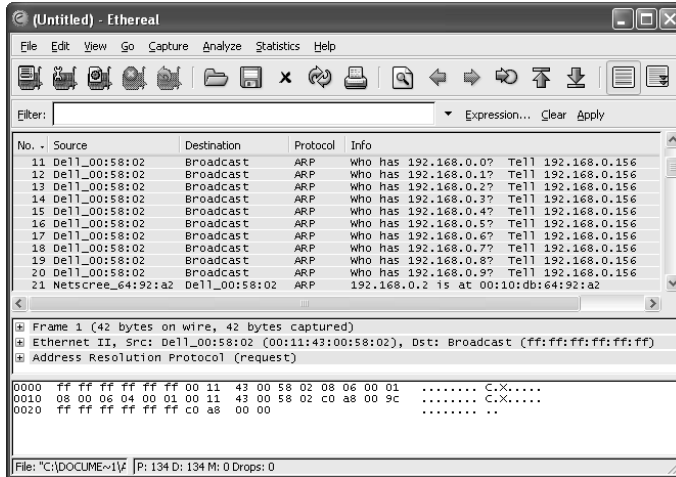 (Untitled) - Ethereal
File Edit View Go Capture Analyze Statistics Help
Filter: Expression... Clear Apply
No. Source Destination Protocol Info
11 Dell_00:58:02 Broadcast ARP Who has 192.168.0.0? Tell 192.168.0.156
12 Dell_00:58:02 Broadcast ARP Who has 192.168.0.1? Tell 192.168.0.156
13 Dell_00:58:02 Broadcast ARP Who has 192.168.0.2? Tell 192.168.0.156
14 Dell_00:58:02 Broadcast ARP Who has 192.168.0.3? Tell 192.168.0.156
15 Dell_00:58:02 Broadcast ARP Who has 192.168.0.4? Tell 192.168.0.156
16 Dell_00:58:02 Broadcast ARP Who has 192.168.0.5? Tell 192.168.0.156
17 Dell_00:58:02 Broadcast ARP Who has 192.168.0.6? Tell 192.168.0.156
18 Dell_00:58:02 Broadcast ARP Who has 192.168.0.7? Tell 192.168.0.156
19 Dell_00:58:02 Broadcast ARP Who has 192.168.0.8? Tell 192.168.0.156
20 Dell_00:58:02 Broadcast ARP Who has 192.168.0.9? Tell 192.168.0.156
21 Netscree_64:92:a2 Dell_00:58:02 ARP 192.168.0.2 is at 00:10:db:64:92:a2
Frame 1 (42 bytes on wire, 42 bytes captured)
Ethernet II, Src: Dell_00:58:02 (00:11:43:00:58:02), Dst: Broadcast (ff:ff:ff:ff:ff:ff)
Address Resolution Protocol (request)
0000 ff ff ff ff ff ff 00 11 43 00 58 02 08 06 00 01 ........ C.X.....
0010 08 00 06 04 00 01 00 11 43 00 58 02 c0 a8 00 9c ........ C.X.....
0020 ff ff ff ff ff ff c0 a8 00 00 ........ ..
File: "C:\DOCUME~1\A P: 134 D: 134 M: 0 Drops: 0